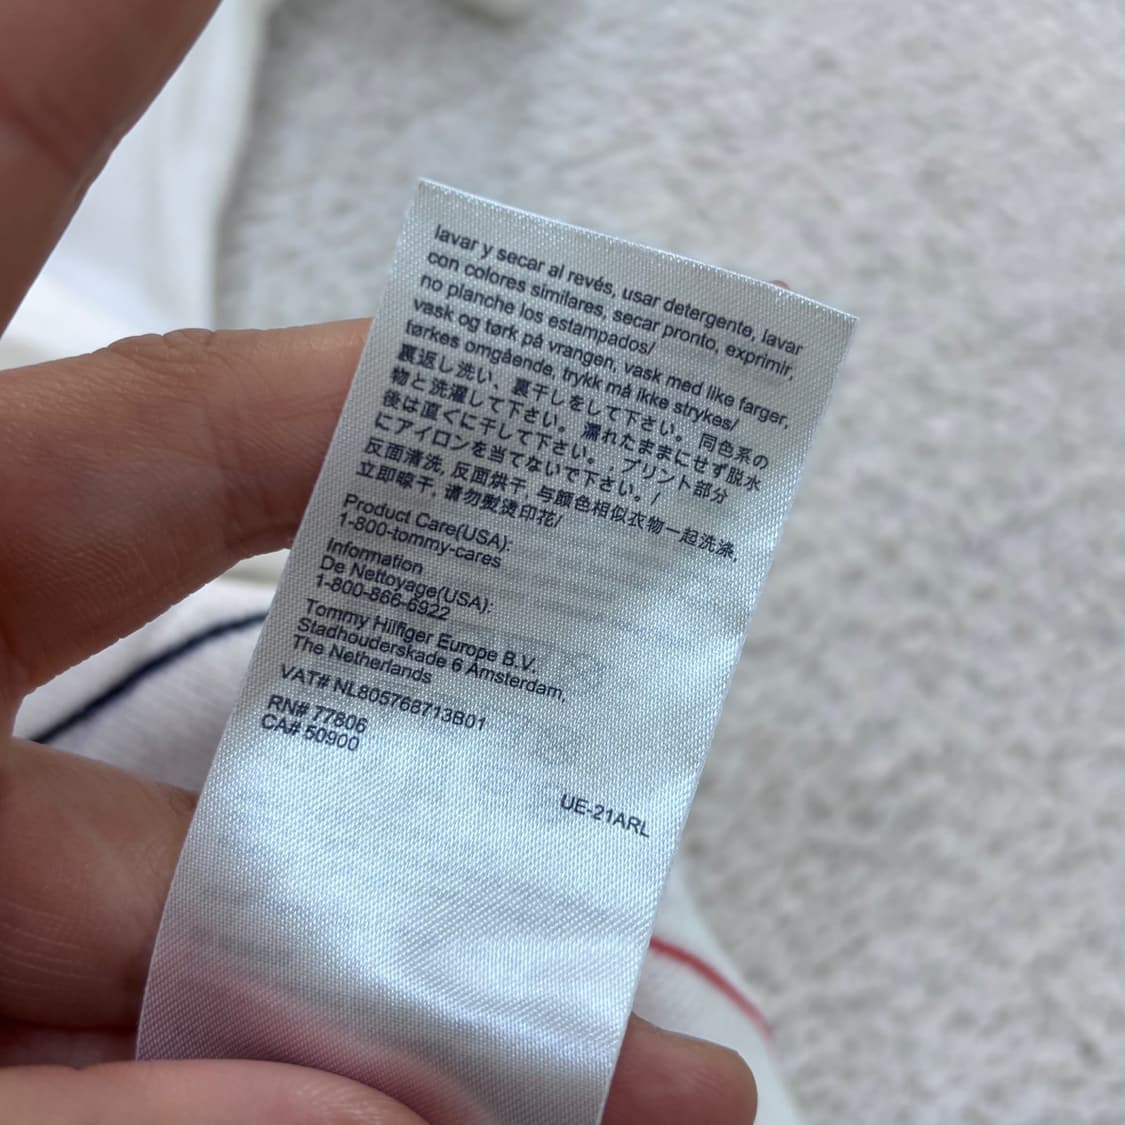 lavar y secar al revés, usar detergente, lavar
con colores similares, secar pronto, exprimir,
no planche los estampados/
vask og tørk på vrangen, vask med like farger,
tørkes omgående, trykk må ikke strykes/
裏返し洗い、裏干しをして下さい。同色系の
物と洗濯して下さい。濡れたままにせず脱水
後は直ぐに干して下さい。, プリント部分
にアイロンを当てないで下さい。/
反面清洗, 反面烘干, 与颜色相似衣物一起洗涤,
立即晾干, 请勿熨烫印花/
Product Care(USA):
1-800-tommy-cares
Information
De Nettoyage(USA):
1-800-866-6922
Tommy Hilfiger Europe B.V.
Stadhouderskade 6 Amsterdam,
The Netherlands
VAT# NL805768713B01
RN# 77806
CA# 50900
UE-21ARL